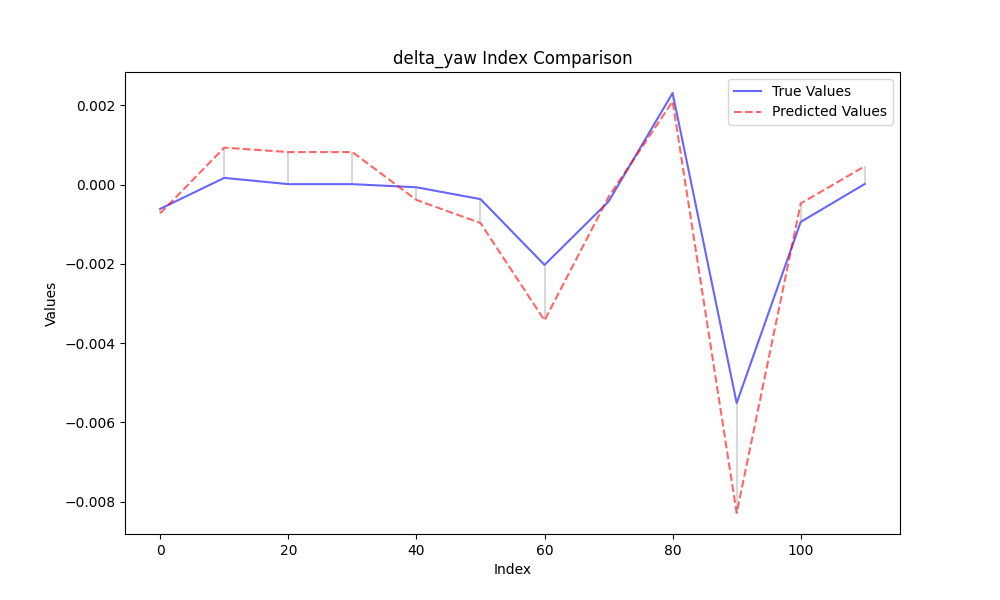 delta_yaw Index Comparison
True Values
Predicted Values
0.002
0.000
−0.002
−0.004
−0.006
−0.008
Values
0
20
40
60
80
100
Index